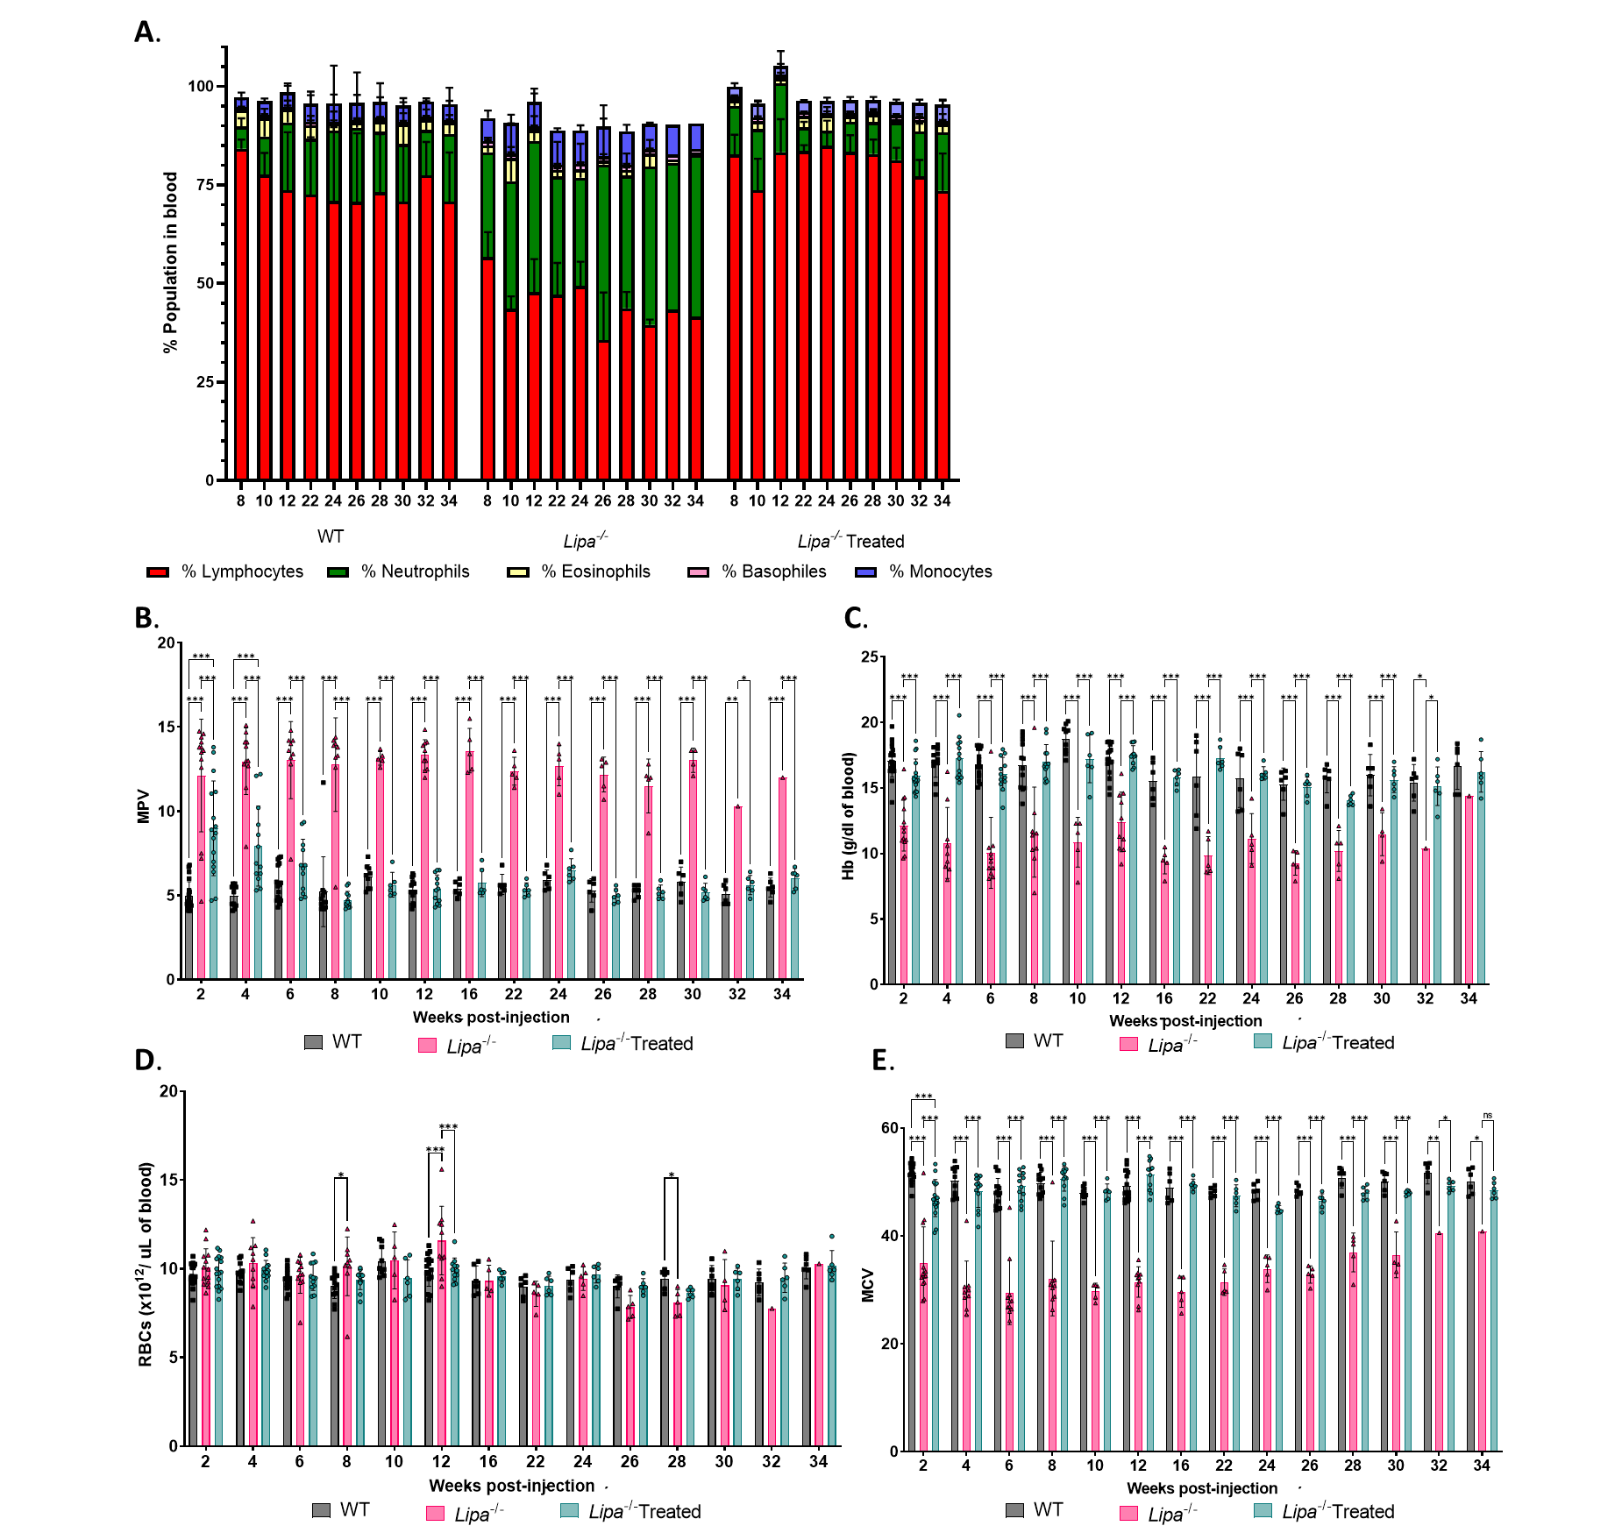 A.
% Population in blood
100
75
50
25
0
8 10 12 22 24 26 28 30 32 34 8 10 12 22 24 26 28 30 32 34 8 10 12 22 24 26 28 30 32 34
WT Lipa-/- Lipa-/- Treated
% Lymphocytes % Neutrophils % Eosinophils % Basophiles % Monocytes
B.
MPV
20
15
10
5
0
*** *** 
*** *** *** *** *** *** *** *** *** *** *** *** * ***
*** *** *** *** *** *** *** *** *** *** *** ** ***
2 4 6 8 10 12 16 22 24 26 28 30 32 34
Weeks post-injection
WT Lipa-/- Lipa-/-Treated
C.
Hb (g/dl of blood)
25
20
15
10
5
0
*** *** *** *** *** *** *** *** *** *** *** *** *
*** *** *** *** *** *** *** *** *** *** *** *** *
2 4 6 8 10 12 16 22 24 26 28 30 32 34
Weeks post-injection
WT Lipa-/- Lipa-/-Treated
D.
RBCs (x1012/ uL of blood)
20
15
10
5
0
***
***
* *
2 4 6 8 10 12 16 22 24 26 28 30 32 34
Weeks post-injection
WT Lipa-/- Lipa-/-Treated
E.
MCV
60
40
20
0
***
*** *** *** *** *** *** *** *** *** *** *** *** * ns
*** *** *** *** *** *** *** *** *** *** *** *** ** *
2 4 6 8 10 12 16 22 24 26 28 30 32 34
Weeks post-injection
WT Lipa-/- Lipa-/-Treated